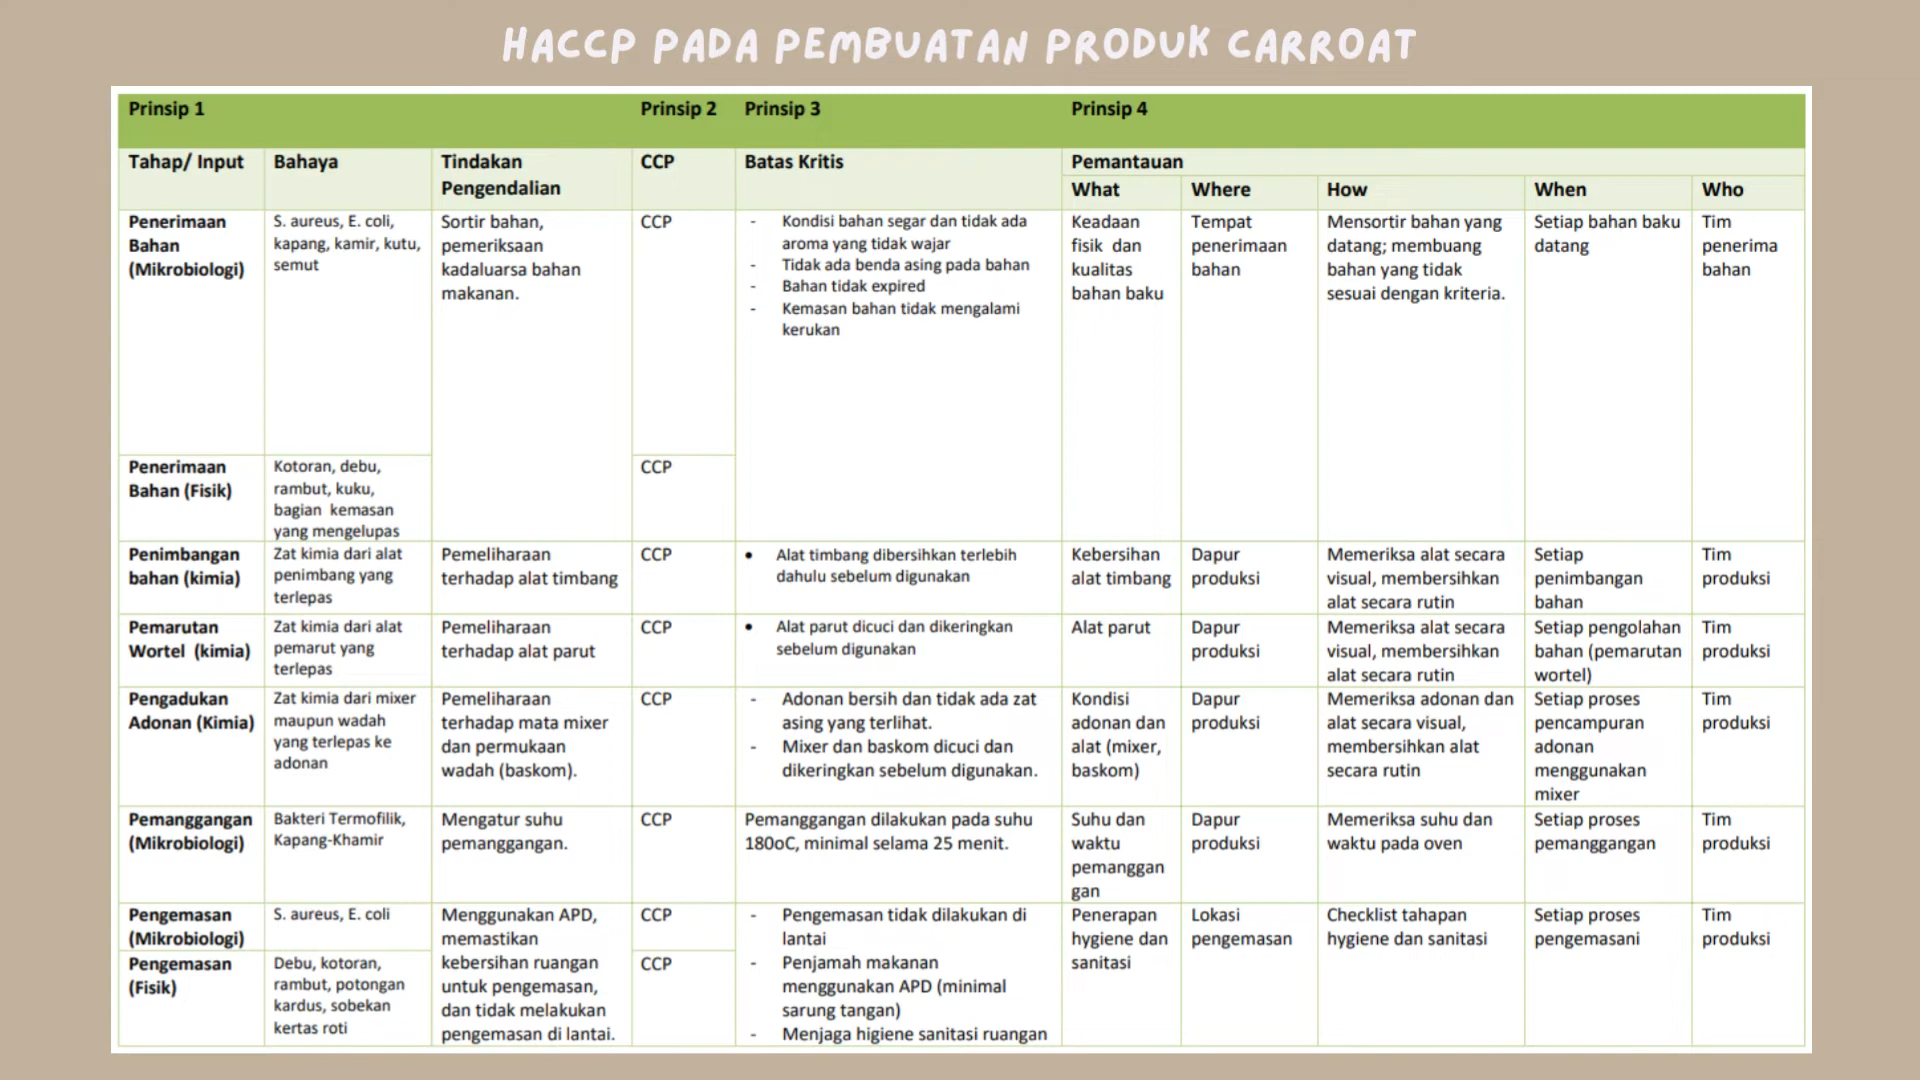 HACCP PADA PEMBUATAN PRODUK CARROAT
Prinsip 1
Prinsip 2
Prinsip 3
Prinsip 4
Tahap/ Input
Bahaya
Tindakan
Pengendalian
CCP
Batas Kritis
Pemantauan
What
Where
How
When
Who
Penerimaan
Bahan
(Mikrobiologi)
S. aureus, E. coli,
kapang, kamir, kutu,
semut
Sortir bahan,
pemeriksaan
kadaluarsa bahan
makanan.
CCP
- Kondisi bahan segar dan tidak ada
aroma yang tidak wajar
- Tidak ada benda asing pada bahan
- Bahan tidak expired
- Kemasan bahan tidak mengalami
kerukan
Keadaan
fisik dan
kualitas
bahan baku
Tempat
penerimaan
bahan
Mensortir bahan yang
datang; membuang
bahan yang tidak
sesuai dengan kriteria.
Setiap bahan baku
datang
Tim
penerima
bahan
Penerimaan
Bahan (Fisik)
Kotoran, debu,
rambut, kuku,
bagian kemasan
yang mengelupas
CCP
Penimbangan
bahan (kimia)
Zat kimia dari alat
penimbang yang
terlepas
Pemeliharaan
terhadap alat timbang
CCP
• Alat timbang dibersihkan terlebih
dahulu sebelum digunakan
Kebersihan
alat timbang
Dapur
produksi
Memeriksa alat secara
visual, membersihkan
alat secara rutin
Setiap
penimbangan
bahan
Tim
produksi
Pemarutan
Wortel (kimia)
Zat kimia dari alat
pemarut yang
terlepas
Pemeliharaan
terhadap alat parut
CCP
• Alat parut dicuci dan dikeringkan
sebelum digunakan
Alat parut
Dapur
produksi
Memeriksa alat secara
visual, membersihkan
alat secara rutin
Setiap pengolahan
bahan (pemarutan
wortel)
Tim
produksi
Pengadukan
Adonan (Kimia)
Zat kimia dari mixer
maupun wadah
yang terlepas ke
adonan
Pemeliharaan
terhadap mata mixer
dan permukaan
wadah (baskom).
CCP
- Adonan bersih dan tidak ada zat
asing yang terlihat.
- Mixer dan baskom dicuci dan
dikeringkan sebelum digunakan.
Kondisi
adonan dan
alat (mixer,
baskom)
Dapur
produksi
Memeriksa adonan dan
alat secara visual,
membersihkan alat
secara rutin
Setiap proses
pencampuran
adonan
menggunakan
mixer
Tim
produksi
Pemanggangan
(Mikrobiologi)
Bakteri Termofilik,
Kapang-Khamir
Mengatur suhu
pemanggangan.
CCP
Pemanggangan dilakukan pada suhu
180oC, minimal selama 25 menit.
Suhu dan
waktu
pemanggan
gan
Dapur
produksi
Memeriksa suhu dan
waktu pada oven
Setiap proses
pemanggangan
Tim
produksi
Pengemasan
(Mikrobiologi)
S. aureus, E. coli
Menggunakan APD,
memastikan
kebersihan ruangan
untuk pengemasan,
dan tidak melakukan
pengemasan di lantai.
CCP
- Pengemasan tidak dilakukan di
lantai
- Penjamah makanan
menggunakan APD (minimal
sarung tangan)
- Menjaga higiene sanitasi ruangan
Penerapan
hygiene dan
sanitasi
Lokasi
pengemasan
Checklist tahapan
hygiene dan sanitasi
Setiap proses
pengemasani
Tim
produksi
Pengemasan
(Fisik)
Debu, kotoran,
rambut, potongan
kardus, sobekan
kertas roti
CCP